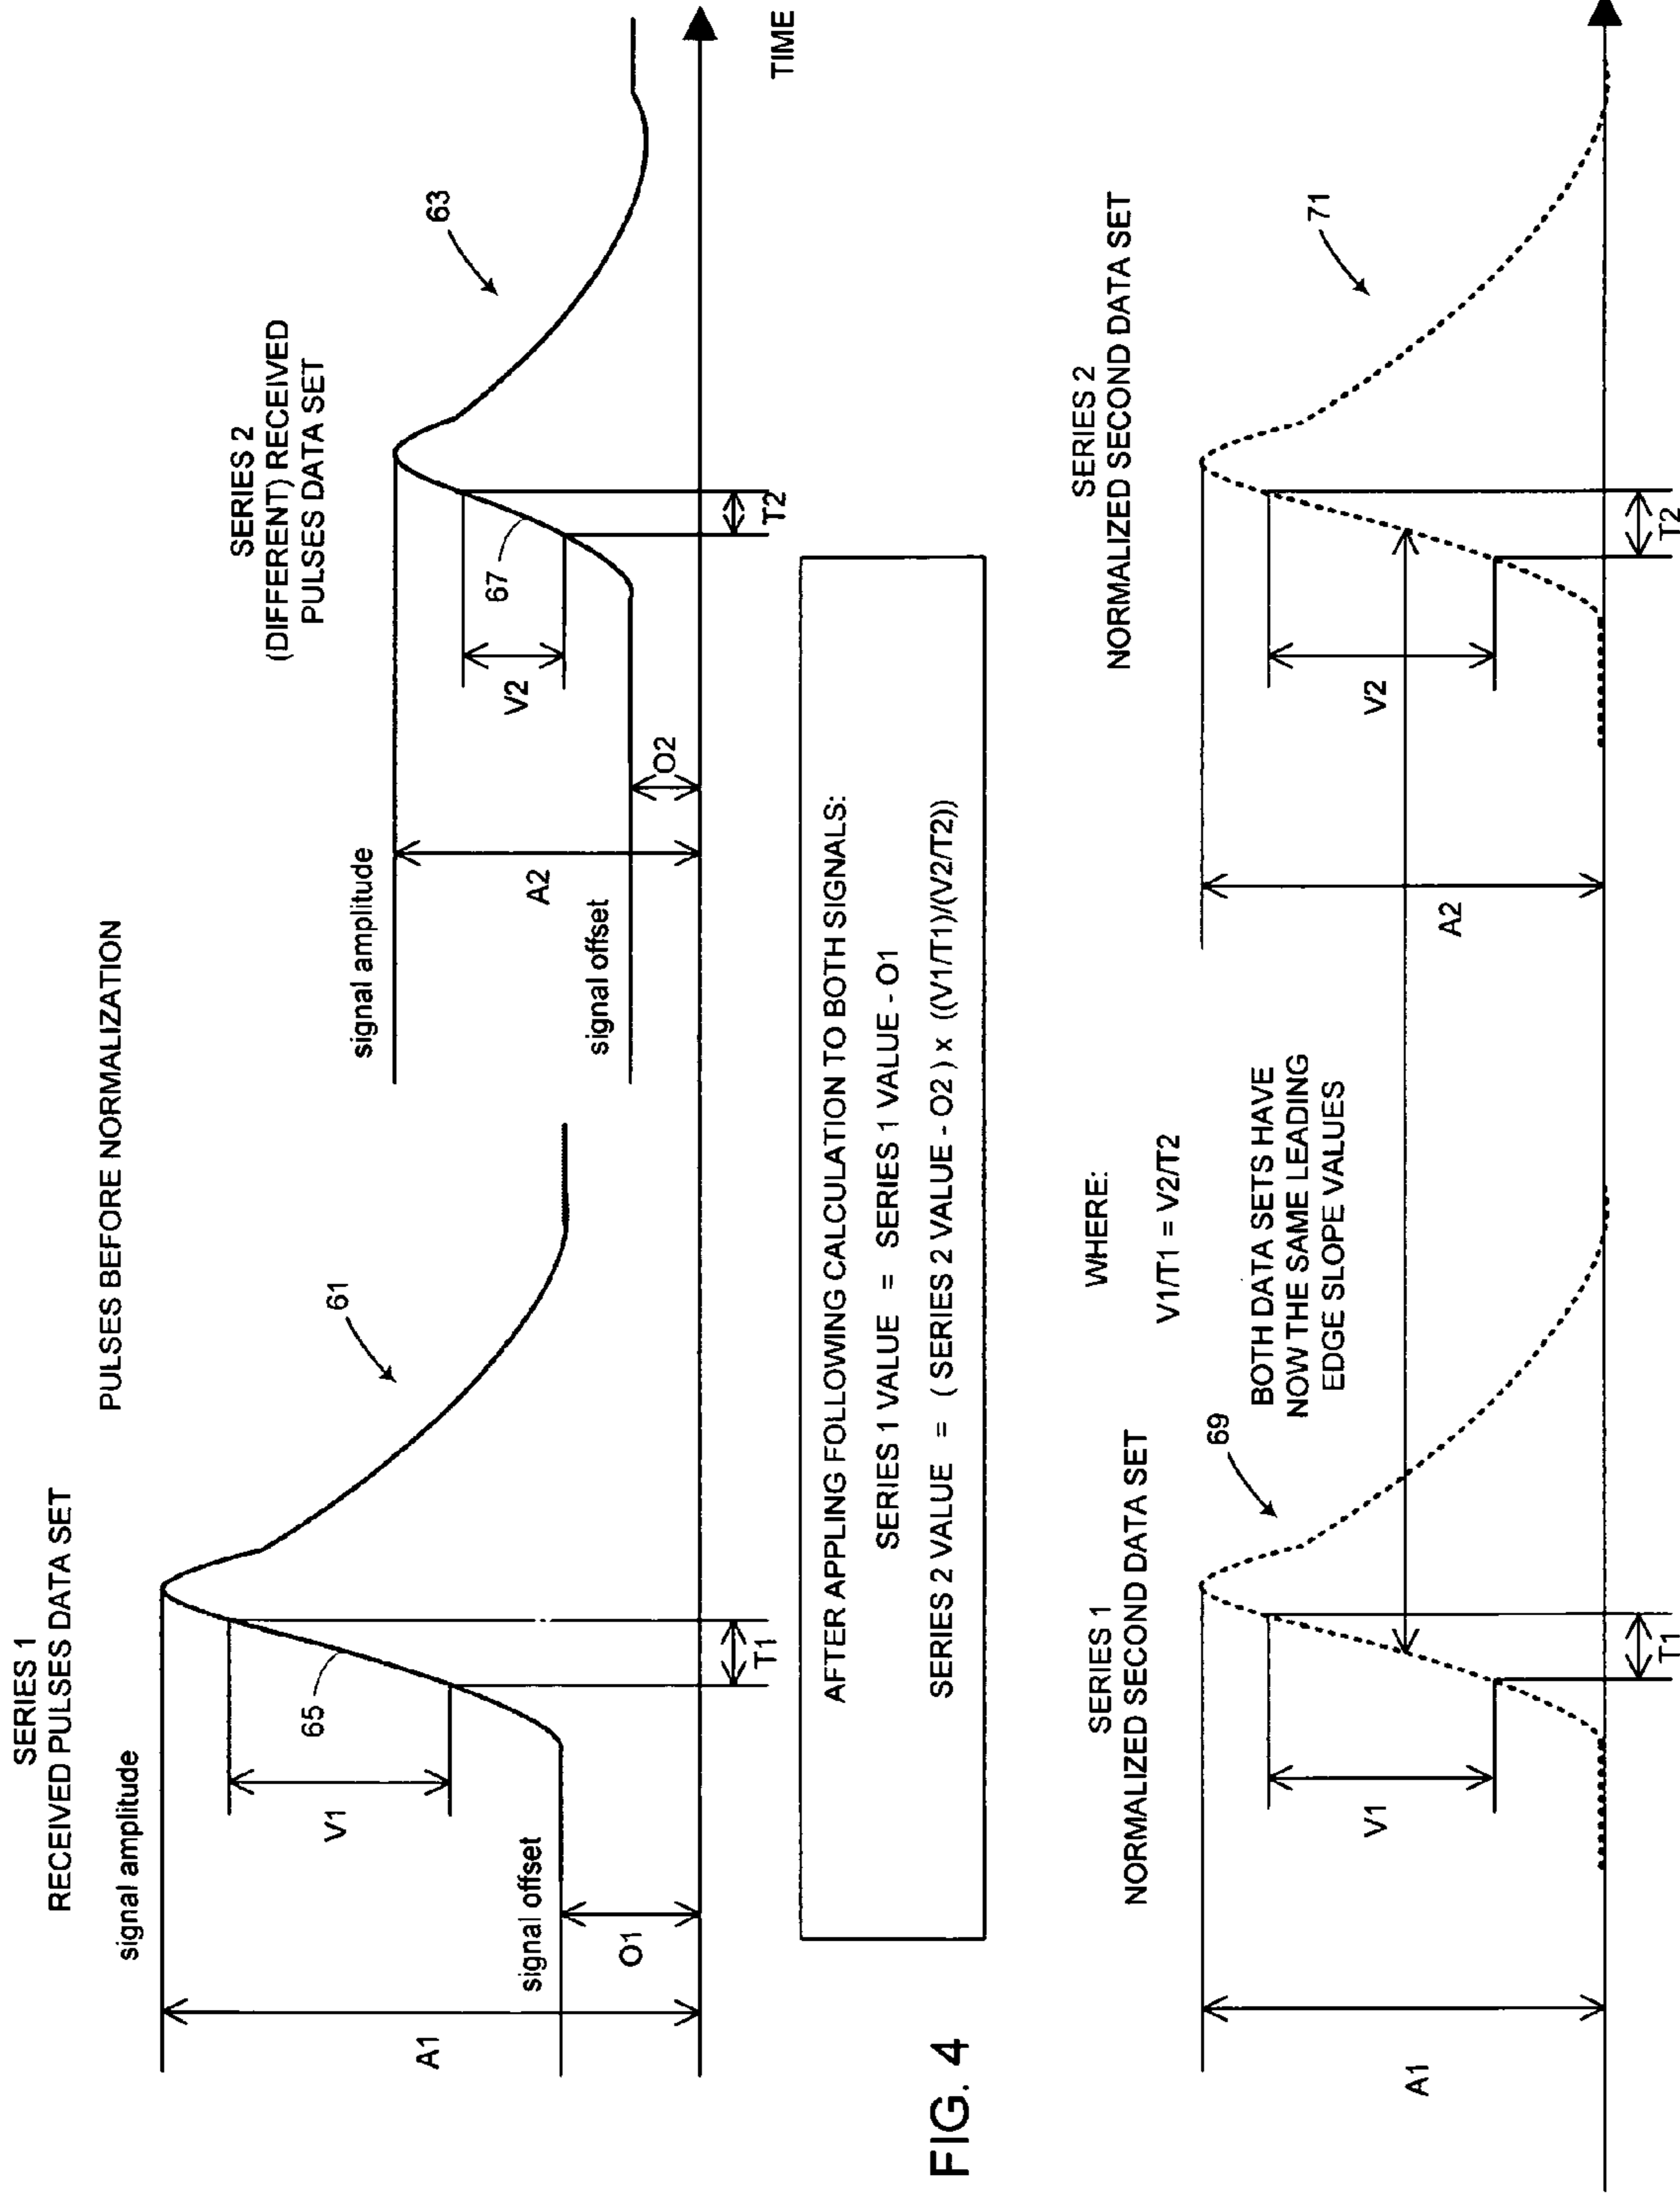 PULSES BEFORE NORMALIZATION
SERIES 1
RECEIVED PULSES DATA SET
signal amplitude
A1
V1
65
61
signal offset
O1
T1
SERIES 2
(DIFFERENT) RECEIVED
PULSES DATA SET
signal amplitude
A2
V2
67
63
signal offset
O2
T2
TIME
AFTER APPLING FOLLOWING CALCULATION TO BOTH SIGNALS:
SERIES 1 VALUE = SERIES 1 VALUE - O1
SERIES 2 VALUE = ( SERIES 2 VALUE - O2 ) x ((V1/T1)/(V2/T2))
FIG. 4
SERIES 1
NORMALIZED SECOND DATA SET
A1
V1
69
T1
WHERE:
V1/T1 = V2/T2
BOTH DATA SETS HAVE
NOW THE SAME LEADING
EDGE SLOPE VALUES
SERIES 2
NORMALIZED SECOND DATA SET
A2
V2
71
T2